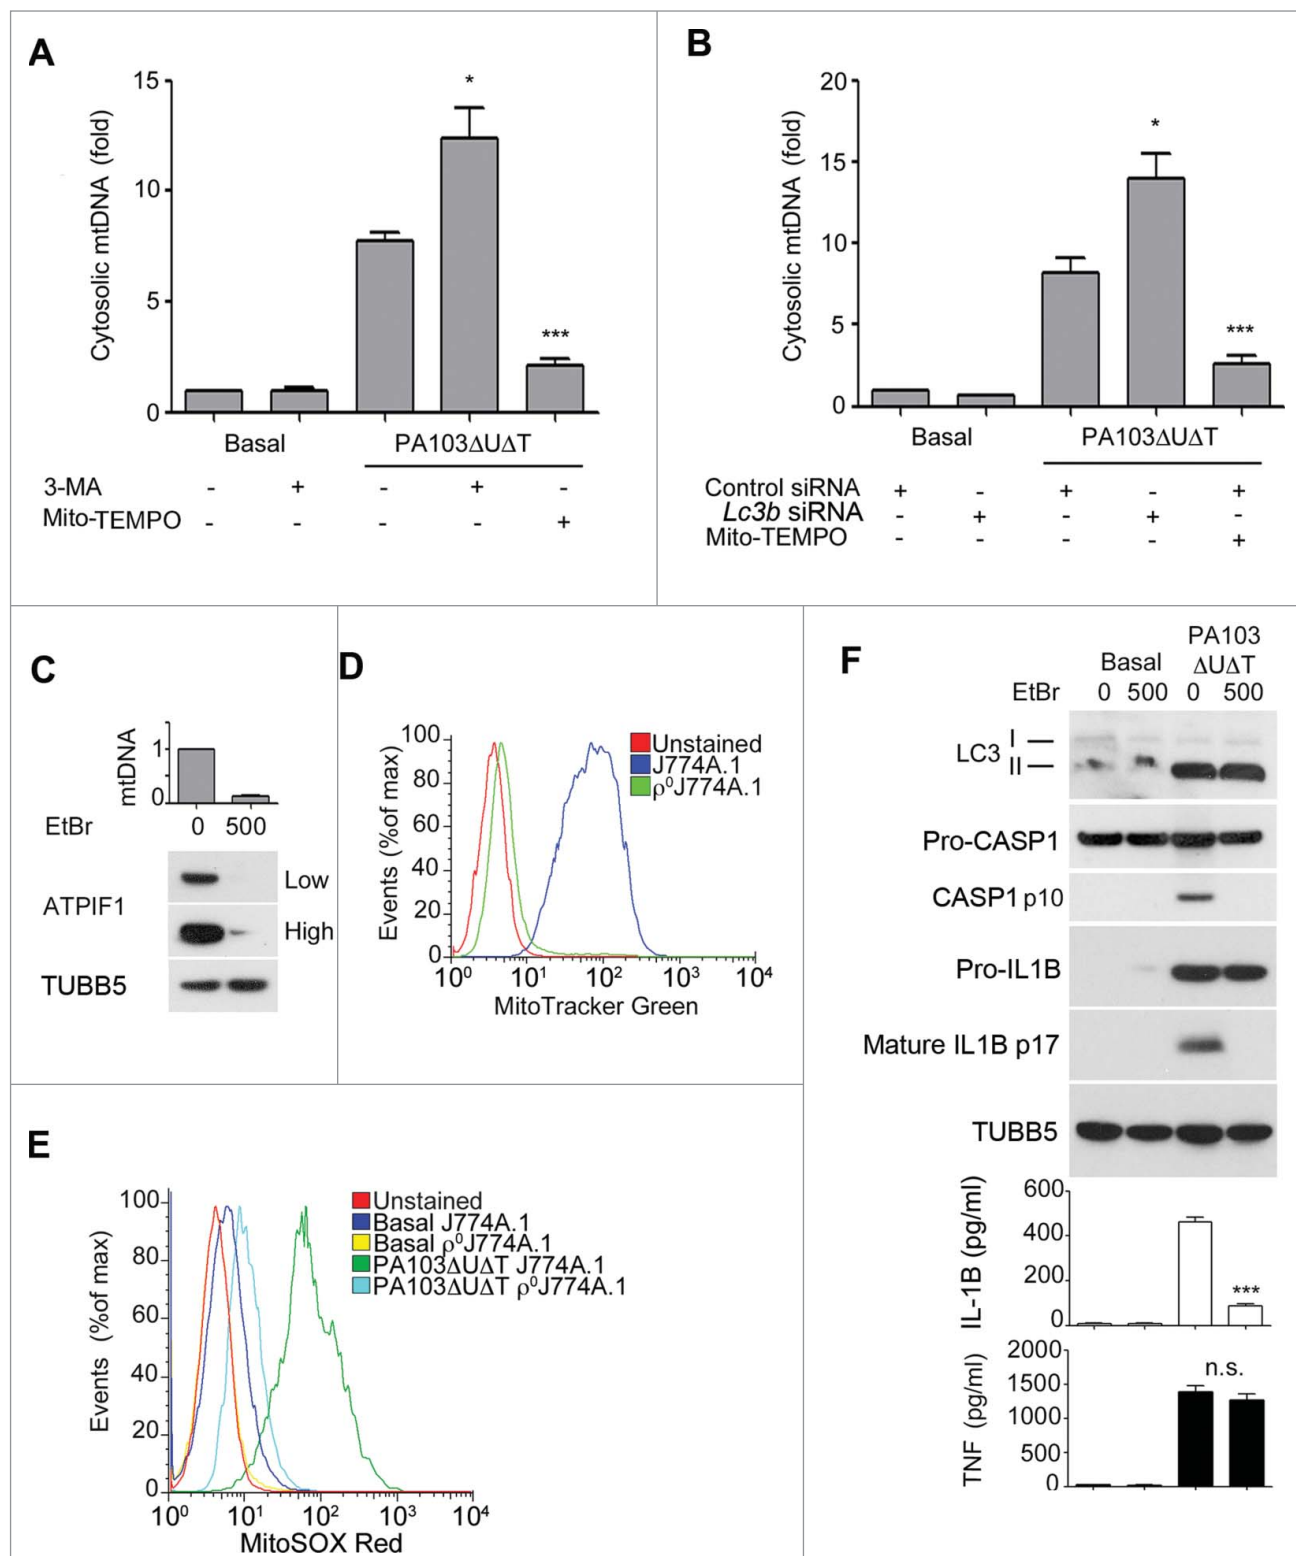 A
Cytosolic mtDNA (fold)
15
*
10
5
***
0
Basal
PA103ΔUΔT
3-MA - + - + -
Mito-TEMPO - - - - +
B
Cytosolic mtDNA (fold)
20
*
15
10
5
***
0
Basal
PA103ΔUΔT
Control siRNA + - + - +
Lc3b siRNA - + - + -
Mito-TEMPO - - - - +
C
mtDNA
1
0
EtBr 0 500
Low
ATPIF1
High
TUBB5
D
Events (%of max)
100
80
60
40
20
0
10⁰ 10¹ 10² 10³ 10⁴
MitoTracker Green
Unstained
J774A.1
ρ⁰J774A.1
E
Events (%of max)
100
80
60
40
20
0
10⁰ 10¹ 10² 10³ 10⁴
MitoSOX Red
Unstained
Basal J774A.1
Basal ρ⁰J774A.1
PA103ΔUΔT J774A.1
PA103ΔUΔT ρ⁰J774A.1
F
PA103
Basal ΔUΔT
EtBr 0 500 0 500
LC3
I
II
Pro-CASP1
CASP1 p10
Pro-IL1B
Mature IL1B p17
TUBB5
IL-1B (pg/ml)
600
400
200
0
***
TNF (pg/ml)
2000
1500
1000
500
0
n.s.